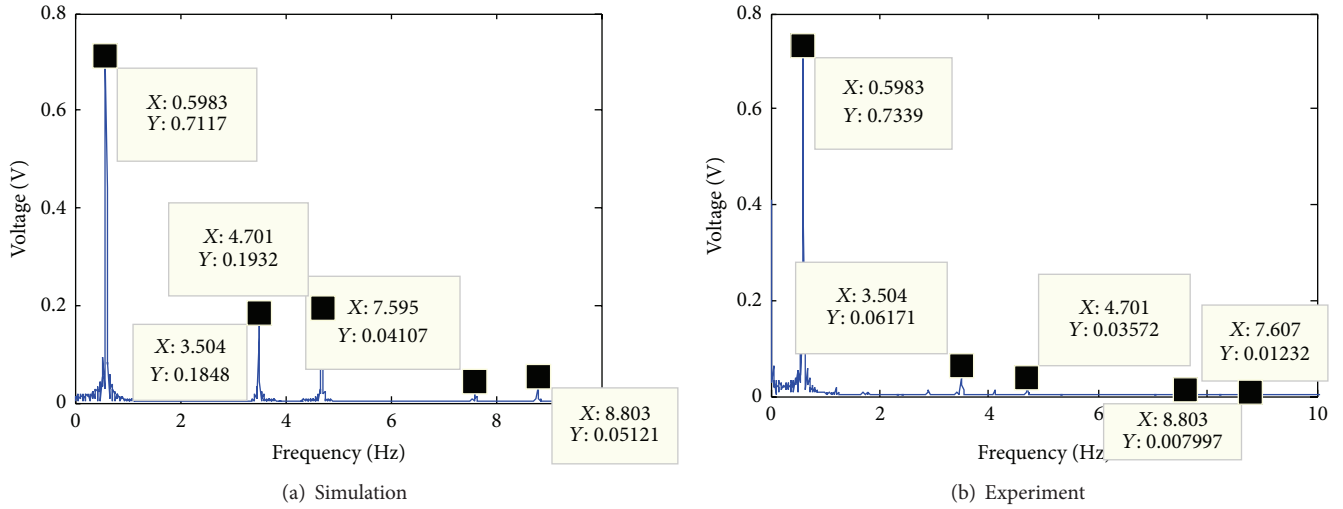 0.8
0.6
0.4
0.2
0
Voltage (V)
X: 0.5983
Y: 0.7117
X: 4.701
Y: 0.1932
X: 3.504
Y: 0.1848
X: 7.595
Y: 0.04107
X: 8.803
Y: 0.05121
2 4 6 8
Frequency (Hz)
(a) Simulation
0.8
0.6
0.4
0.2
0
Voltage (V)
X: 0.5983
Y: 0.7339
X: 3.504
Y: 0.06171
X: 4.701
Y: 0.03572
X: 7.607
Y: 0.01232
X: 8.803
Y: 0.007997
0 2 4 6 10
Frequency (Hz)
(b) Experiment